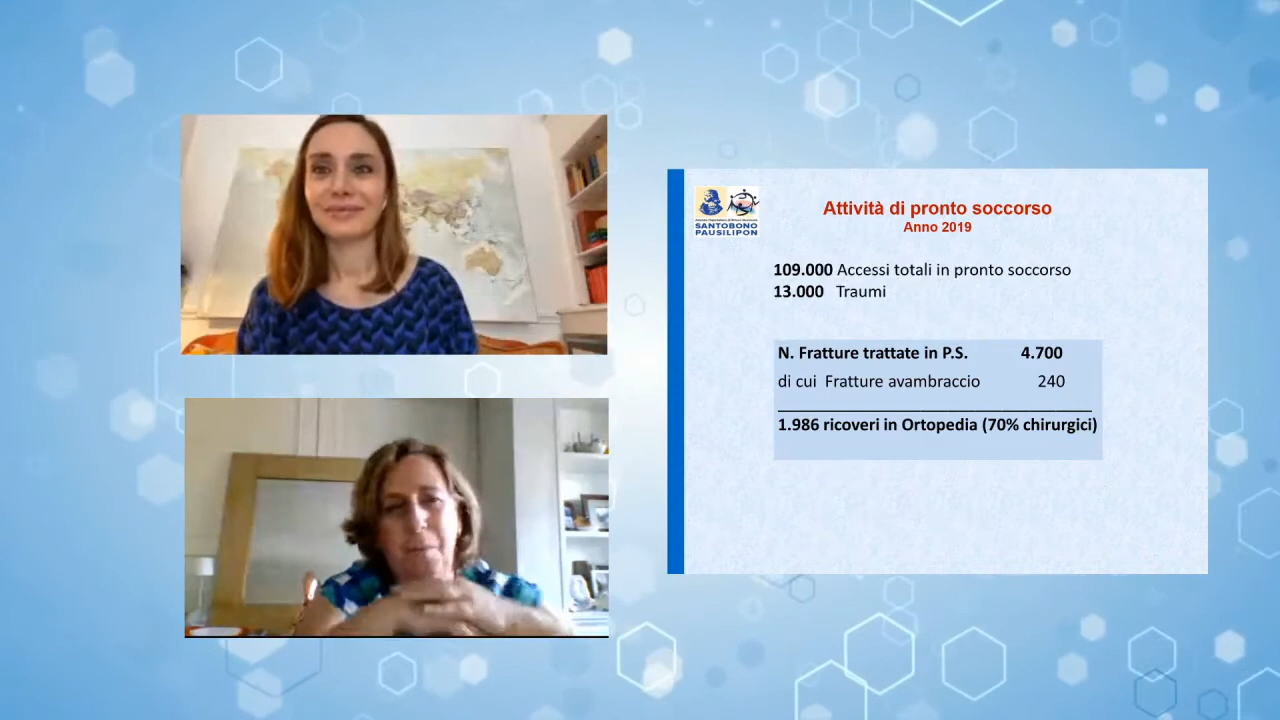 SANTOBONO
PAUSILIPON
Attività di pronto soccorso
Anno 2019
109.000 Accessi totali in pronto soccorso
13.000 Traumi
N. Fratture trattate in P.S. 4.700
di cui Fratture avambraccio 240
1.986 ricoveri in Ortopedia (70% chirurgici)